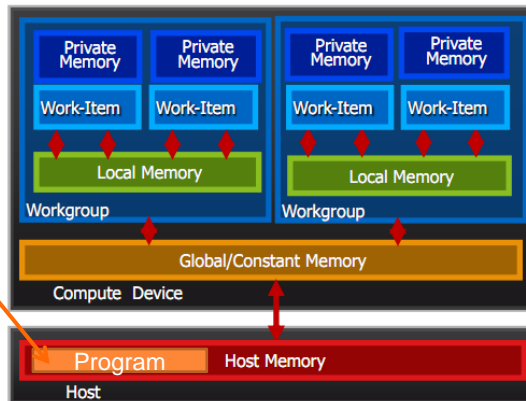 Private Memory
Private Memory
Private Memory
Private Memory
Work-Item
Work-Item
Work-Item
Work-Item
Local Memory
Local Memory
Workgroup
Workgroup
Global/Constant Memory
Compute Device
Program
Host Memory
Host